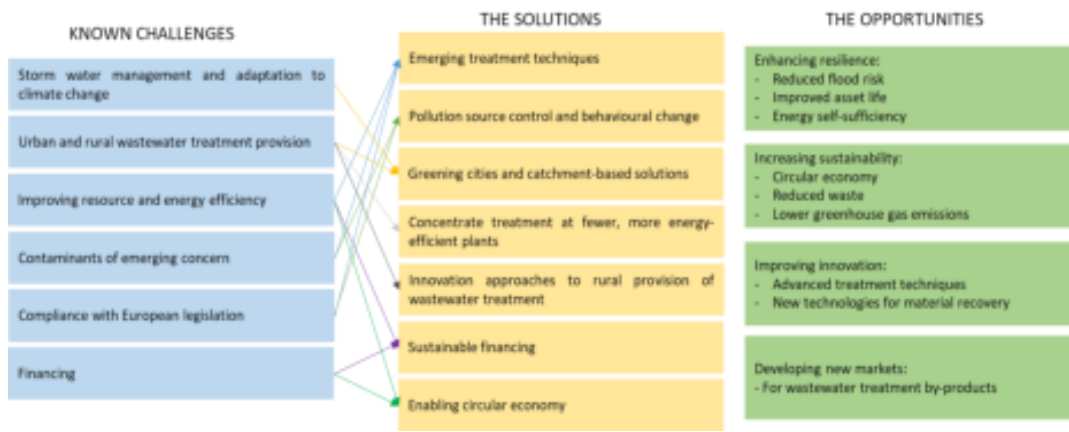 KNOWN CHALLENGES
Storm water management and adaptation to
climate change
Urban and rural wastewater treatment provision
Improving resource and energy efficiency
Contaminants of emerging concern
Compliance with European legislation
Financing
THE SOLUTIONS
Emerging treatment techniques
Pollution source control and behavioural change
Greening cities and catchment-based solutions
Concentrate treatment at fewer, more energy-
efficient plants
Innovation approaches to rural provision of
wastewater treatment
Sustainable financing
Enabling circular economy
THE OPPORTUNITIES
Enhancing resilience:
- Reduced flood risk
- Improved asset life
- Energy self-sufficiency
Increasing sustainability:
- Circular economy
- Reduced waste
- Lower greenhouse gas emissions
Improving innovation:
- Advanced treatment techniques
- New technologies for material recovery
Developing new markets:
- For wastewater treatment by-products